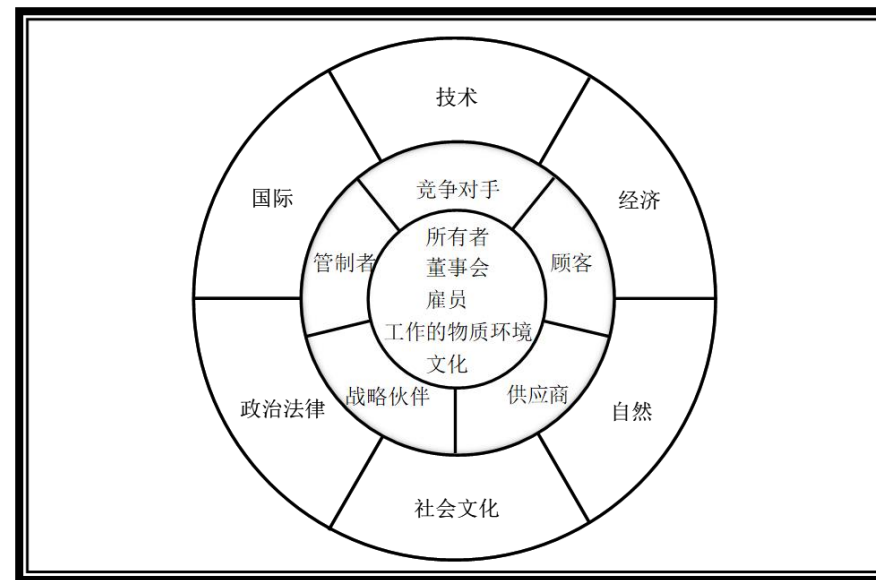 技术
国际
经济
竞争对手
管制者
顾客
所有者
董事会
雇员
工作的物质环境
文化
战略伙伴
供应商
政治法律
自然
社会文化